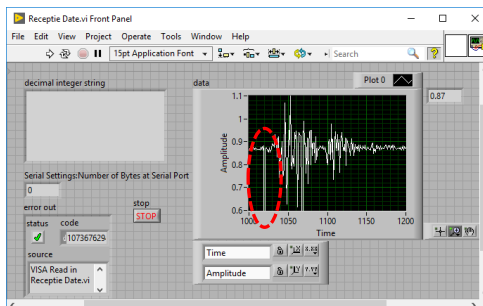 Receptie Date.vi Front Panel
File Edit View Project Operate Tools Window Help
15pt Application Font
Search
?
decimal integer string
data
Plot 0
0.87
1.1
1
0.9
0.8
0.7
0.6
Amplitude
1000 1050 1100 1150 1200
Time
Serial Settings:Number of Bytes at Serial Port
0
error out
stop
status code
STOP
107367629
source
VISA Read in
Receptie Date.vi
Time
Amplitude